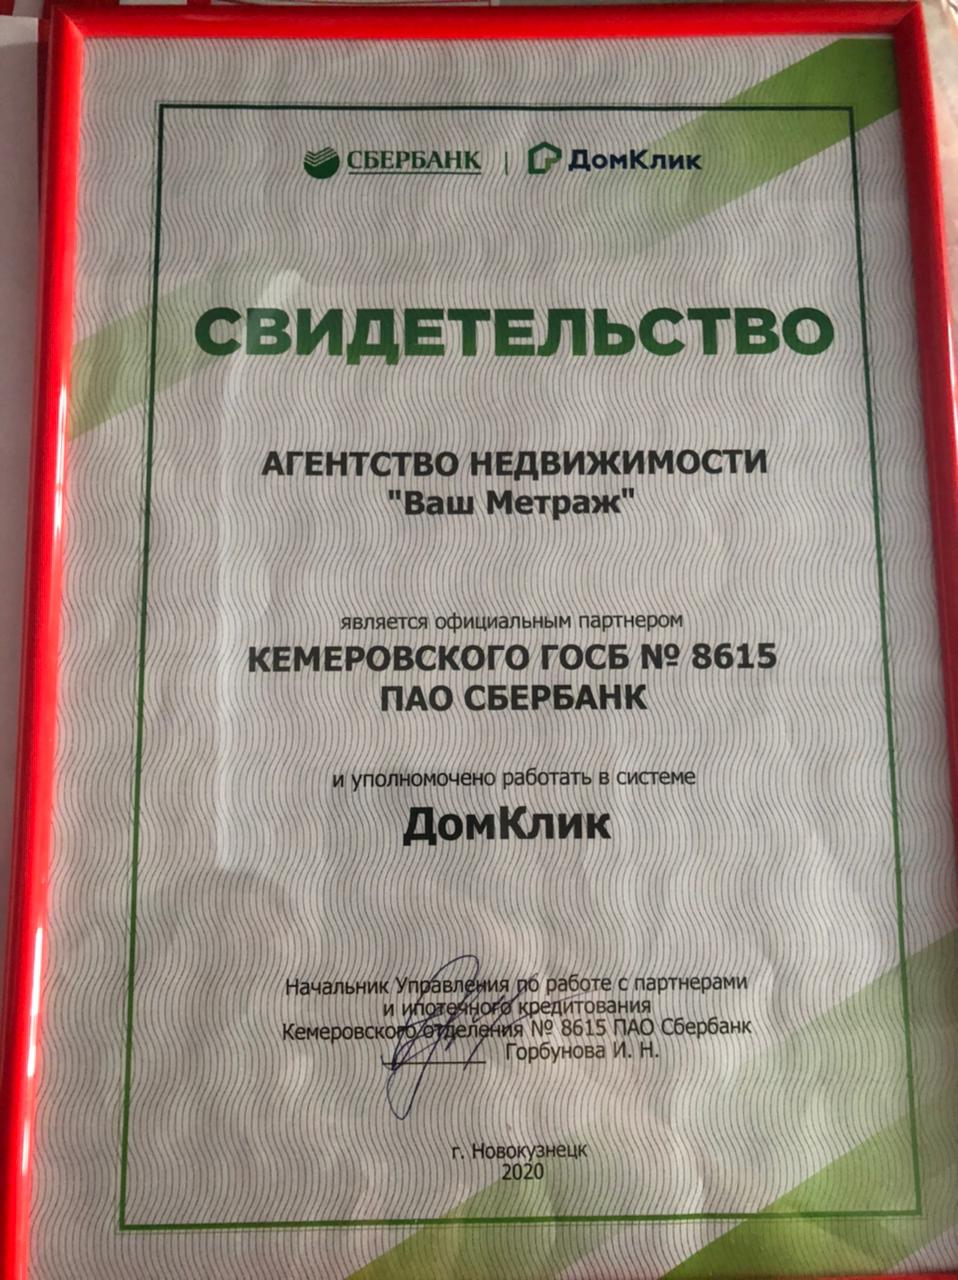 СБЕРБАНК | ДомКлик
СВИДЕТЕЛЬСТВО
АГЕНТСТВО НЕДВИЖИМОСТИ
"Ваш Метраж"
является официальным партнером
КЕМЕРОВСКОГО ГОСБ № 8615
ПАО СБЕРБАНК
и уполномочено работать в системе
ДомКлик
Начальник Управления по работе с партнерами
и ипотечного кредитования
Кемеровского отделения № 8615 ПАО Сбербанк
Горбунова И. Н.
г. Новокузнецк
2020